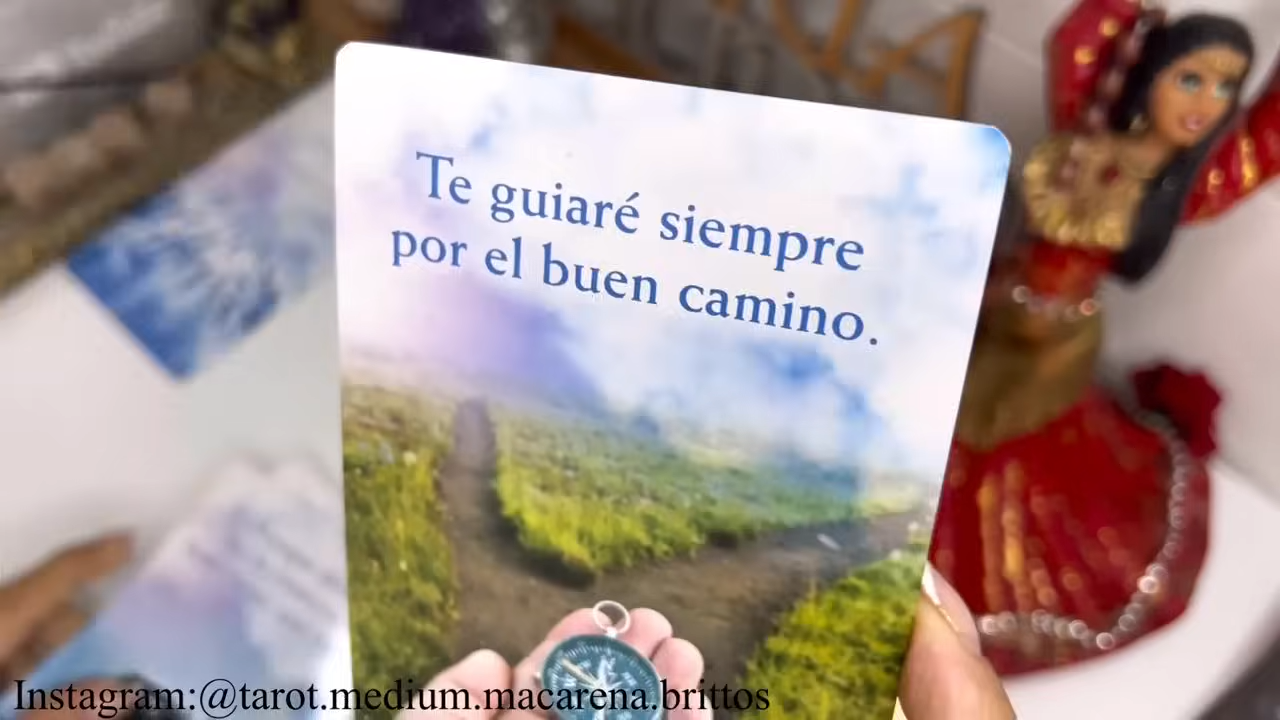 Te guiaré siempre
por el buen camino.
Instagram:@tarot.medium.macarena.brittos